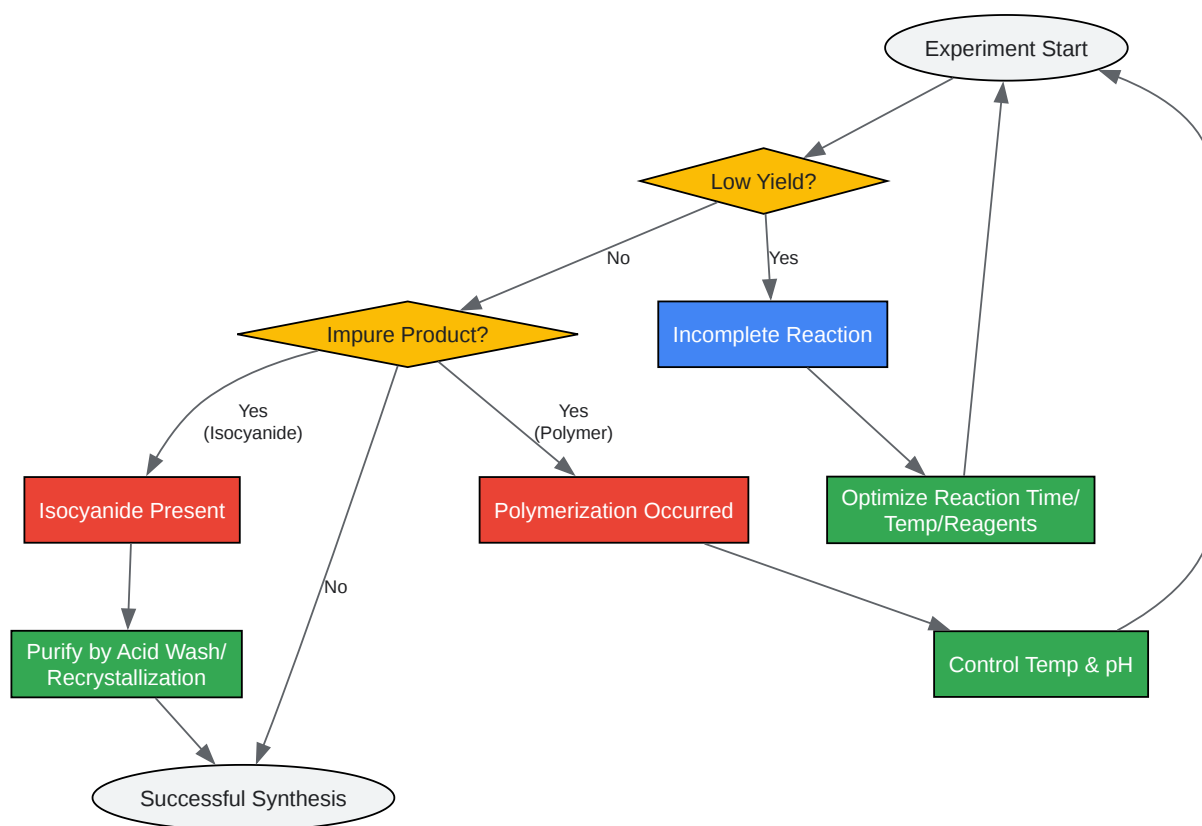 Experiment Start
Low Yield?
No
Yes
Impure Product?
Incomplete Reaction
Yes
(Isocyanide)
Yes
(Polymer)
Isocyanide Present
Polymerization Occurred
Optimize Reaction Time/
Temp/Reagents
No
Purify by Acid Wash/
Recrystallization
Control Temp & pH
Successful Synthesis